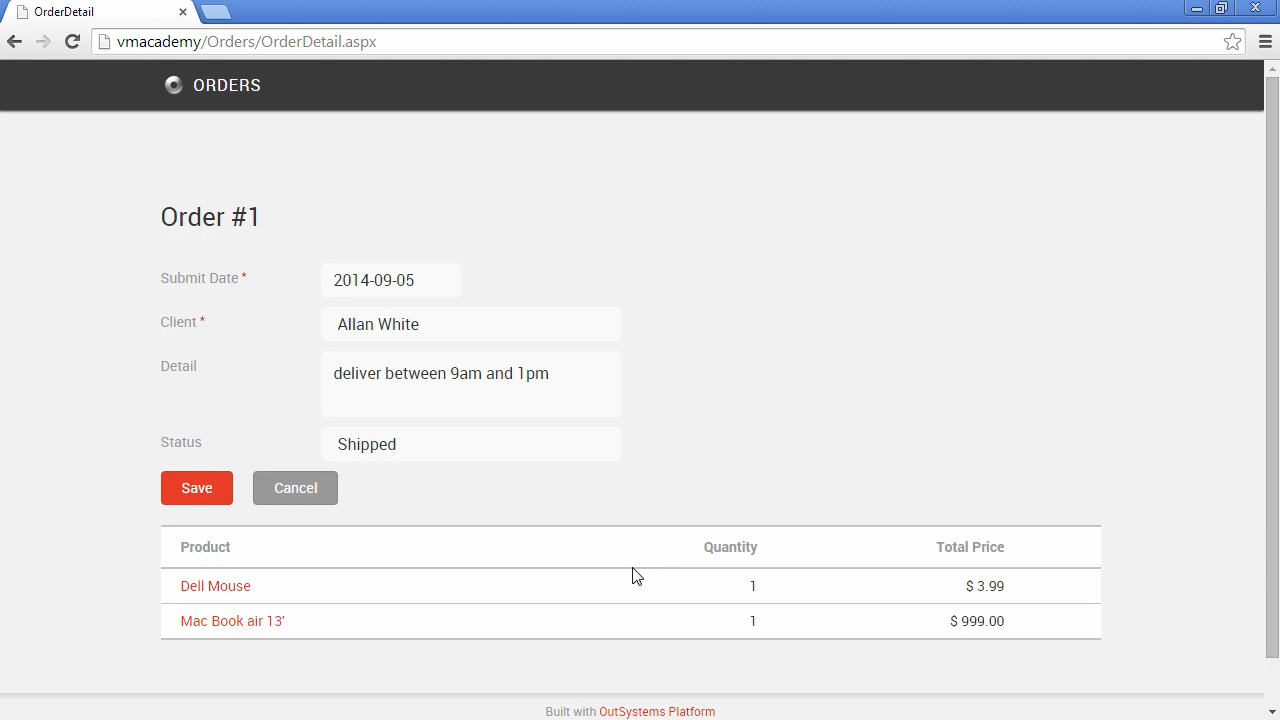 OrderDetail
vmacademy/Orders/OrderDetail.aspx
ORDERS
Order #1
Submit Date * 2014-09-05
Client * Allan White
Detail deliver between 9am and 1pm
Status Shipped
Save Cancel
Product Quantity Total Price
Dell Mouse 1 $ 3.99
Mac Book air 13' 1 $ 999.00
Built with OutSystems Platform